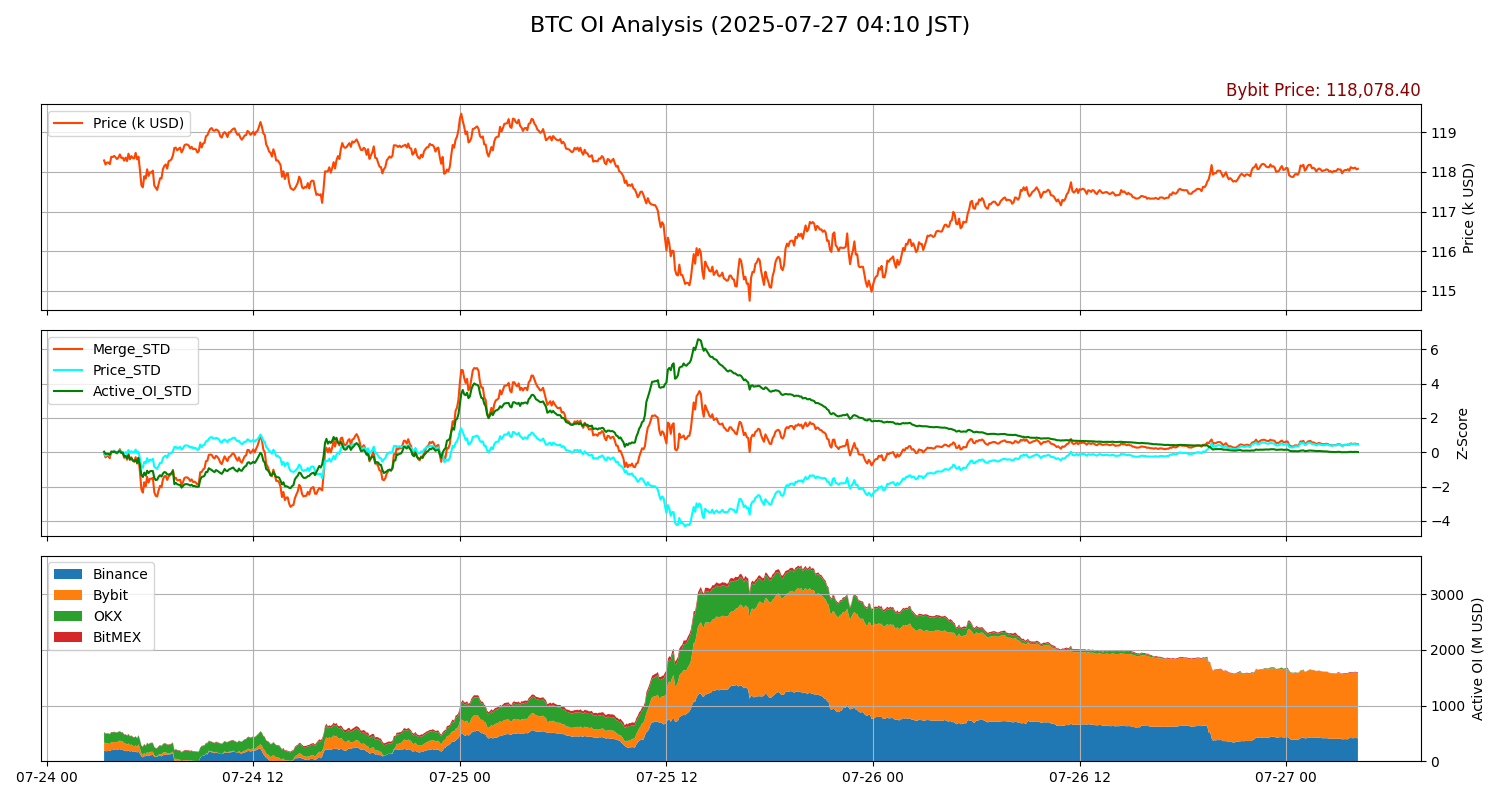 BTC OI Analysis (2025-07-27 04:10 JST)
Bybit Price: 118,078.40
Price (k USD)
119
118
117
116
115
Price (k USD)
Merge_STD
Price_STD
Active_OI_STD
6
4
2
0
−2
−4
Z-Score
Binance
Bybit
OKX
BitMEX
3000
2000
1000
0
Active OI (M USD)
07-24 00
07-24 12
07-25 00
07-25 12
07-26 00
07-26 12
07-27 00